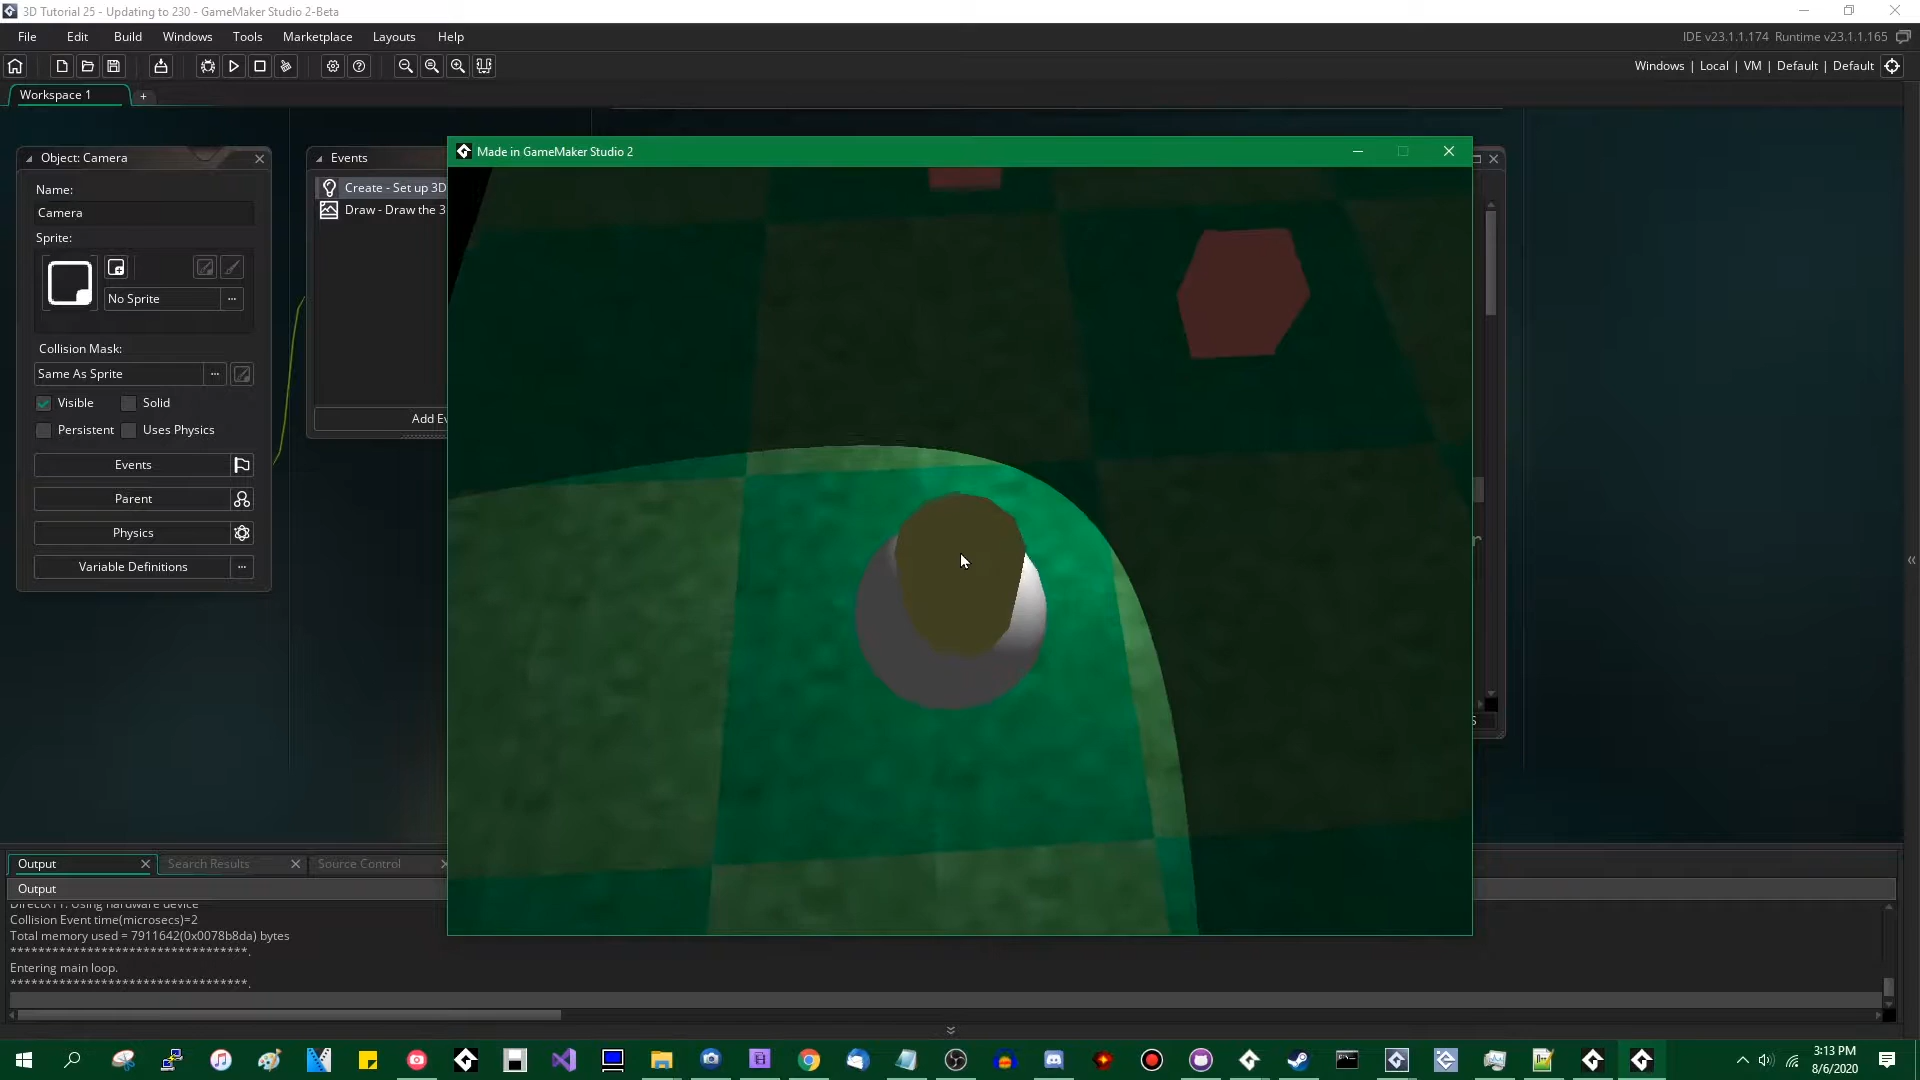 3D Tutorial 25 - Updating to 230 - GameMaker Studio 2-Beta
File Edit Build Windows Tools Marketplace Layouts Help
IDE v23.1.1.174 Runtime v23.1.1.165
Windows | Local | VM | Default | Default
Workspace 1
+
Object: Camera
Name:
Camera
Sprite:
No Sprite
...
Collision Mask:
Same As Sprite
...
Visible
Solid
Persistent
Uses Physics
Events
Parent
Physics
Variable Definitions
...
Events
Create - Set up 3D
Draw - Draw the 3
Add Ev
Made in GameMaker Studio 2
Output
Search Results
Source Control
Output
DirectX11: Using hardware device
Collision Event time(microsecs)=2
Total memory used = 7911642(0x0078b8da) bytes
**********************************.
Entering main loop.
**********************************.
3:13 PM
8/6/2020